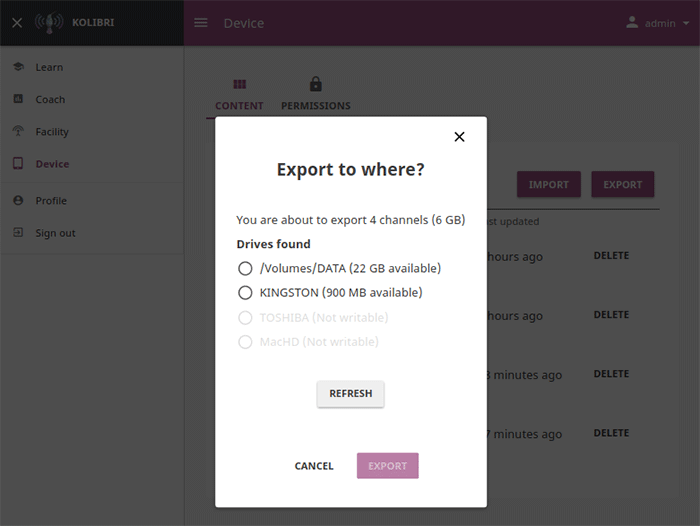 KOLIBRI
Device
admin
Learn
Coach
Facility
Device
Profile
Sign out
CONTENT
PERMISSIONS
IMPORT
EXPORT
updated
hours ago
DELETE
hours ago
DELETE
minutes ago
DELETE
minutes ago
DELETE
Export to where?
You are about to export 4 channels (6 GB)
Drives found
/Volumes/DATA (22 GB available)
KINGSTON (900 MB available)
TOSHIBA (Not writable)
MacHD (Not writable)
REFRESH
CANCEL
EXPORT